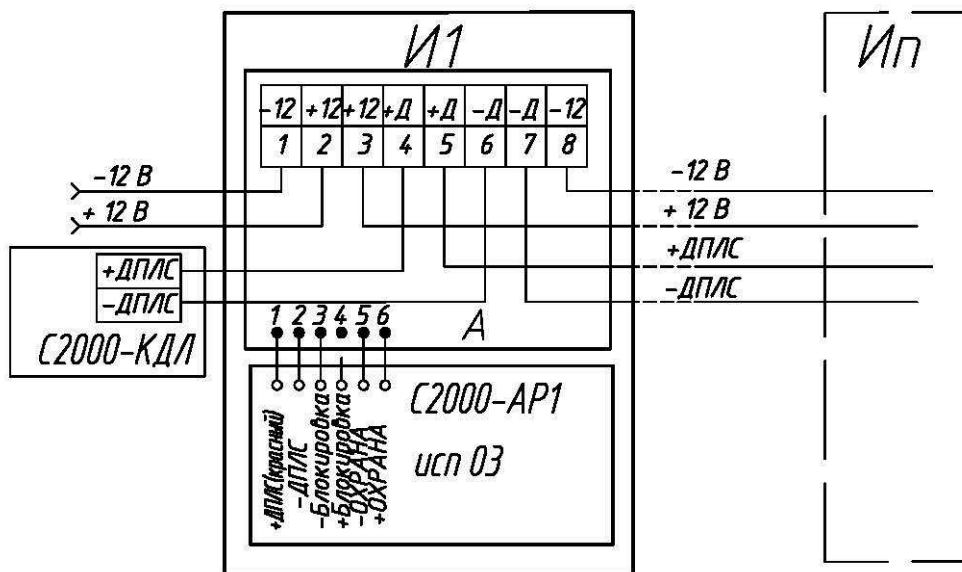 И1
Ип
-12 +12 +12 +Д +Д -Д -Д -12
1 2 3 4 5 6 7 8
-12 В
+ 12 В
-12 В
+ 12 В
+ДПЛС
-ДПЛС
+ДПЛС
-ДПЛС
С2000-КДЛ
1 2 3 4 5 6
А
+ДПЛС(красный)
-ДПЛС
-Блокировка
+Блокировка
-ОХРАНА
+ОХРАНА
С2000-АР1
исп 03